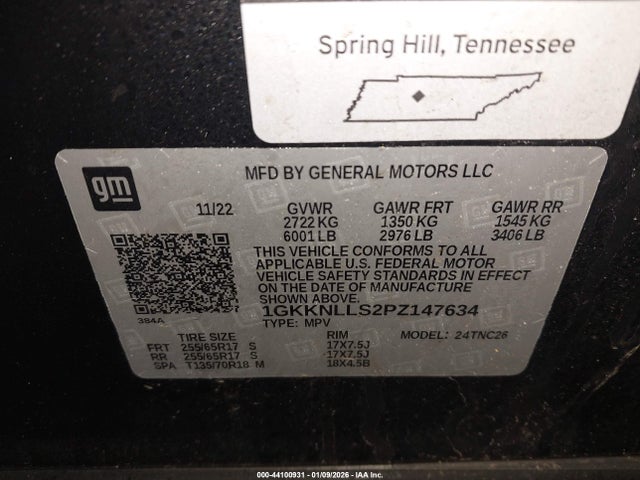 Spring Hill, Tennessee
gm
MFD BY GENERAL MOTORS LLC
11/22 GVWR GAWR FRT GAWR RR
2722 KG 1350 KG 1545 KG
6001 LB 2976 LB 3406 LB
THIS VEHICLE CONFORMS TO ALL
APPLICABLE U.S. FEDERAL MOTOR
VEHICLE SAFETY STANDARDS IN EFFECT
ON THE DATE OF MANUFACTURE
SHOWN ABOVE.
1GKKNLLS2PZ147634
384A TYPE: MPV MODEL: 24TNC26
TIRE SIZE RIM
FRT 255/65R17 S 17X7.5J
RR 255/65R17 S 17X7.5J
SPA T135/70R18 M 18X4.5B
000-44100931 - 01/09/2026 - IAA Inc.